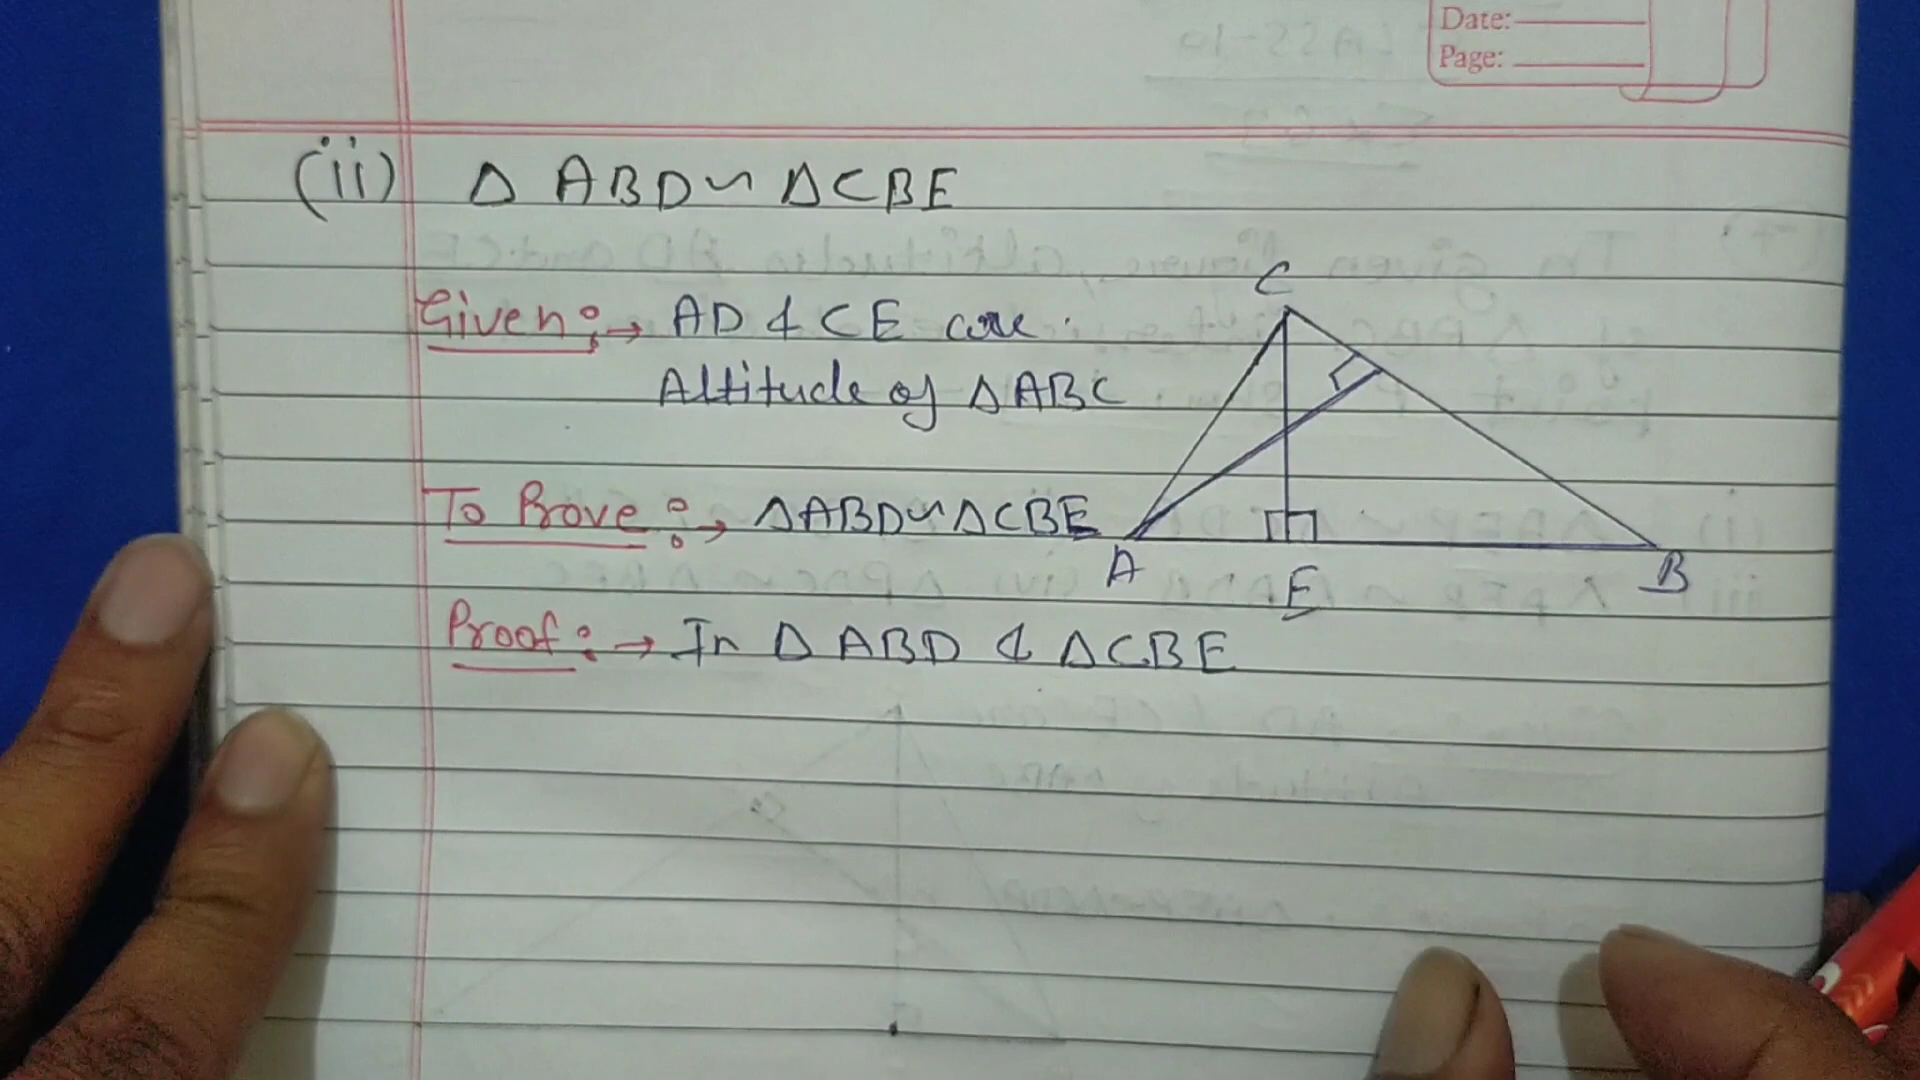 Date:
Page:
(ii) Δ ABD ~ Δ CBE
Given :→ AD & CE are
Altitude of Δ ABC
To Prove :→ Δ ABD ~ Δ CBE
Proof :→ In Δ ABD & Δ CBE
C
A
E
B